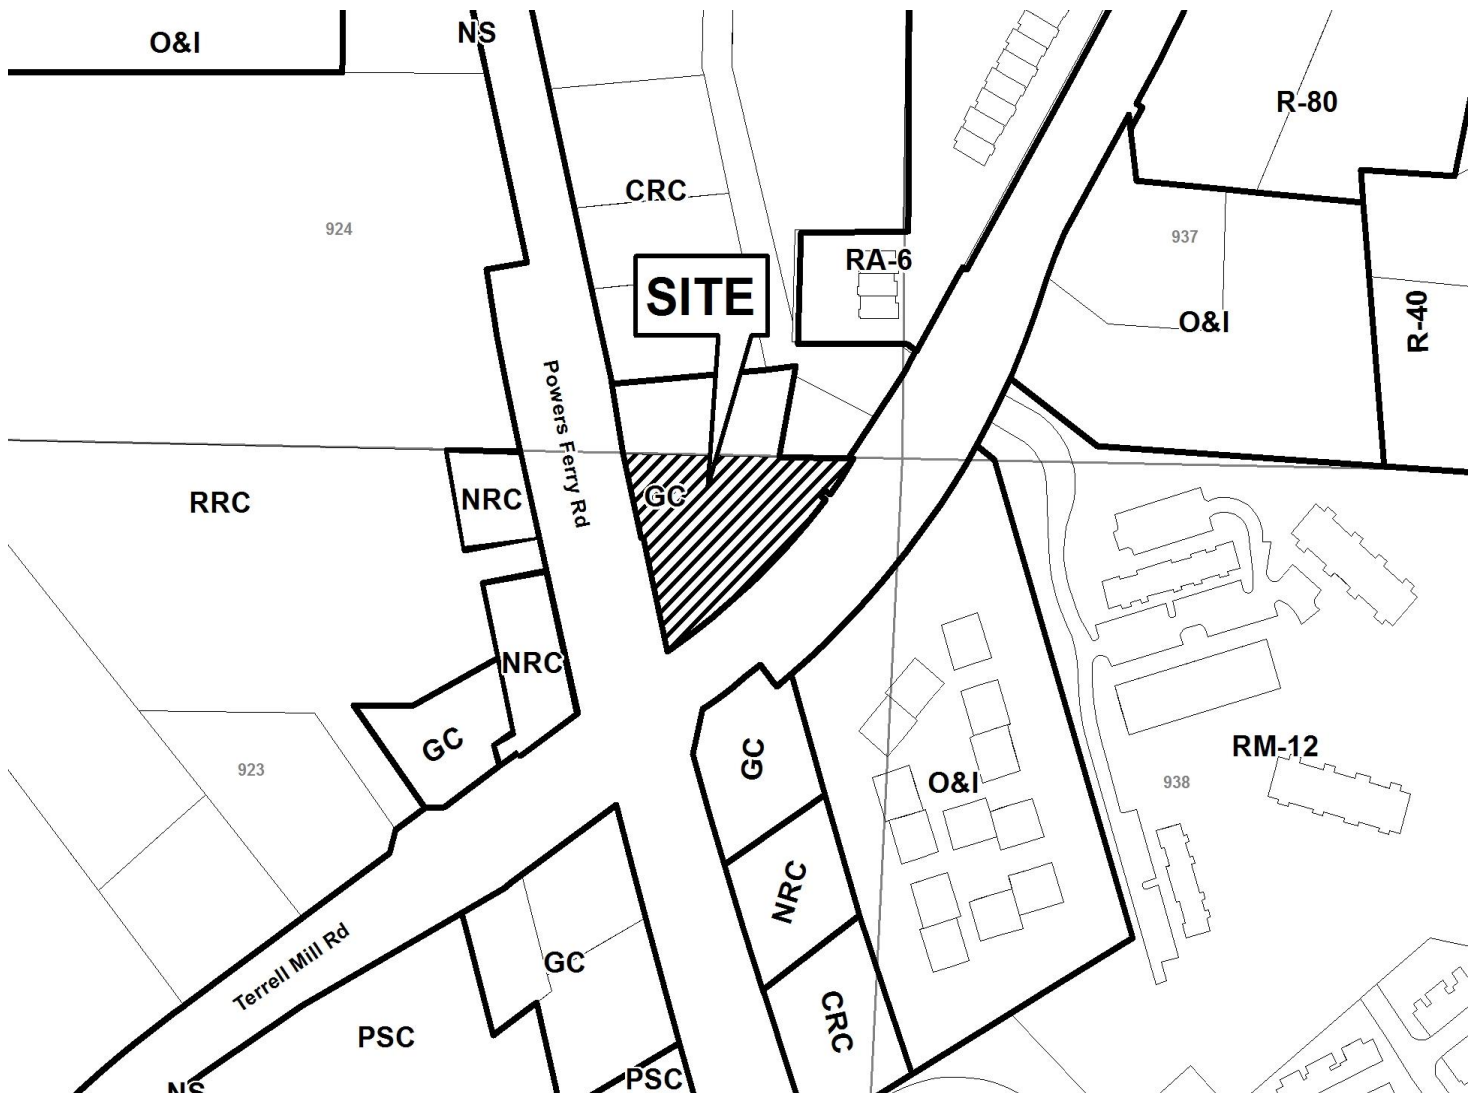 NS
O&I
R-80
CRC
924
937
RA-6
SITE
O&I
R-40
Powers Ferry Rd
GC
NRC
RRC
NRC
GC
GC
RM-12
923
O&I
938
NRC
Terrell Mill Rd
GC
CRC
PSC
PSC
NS